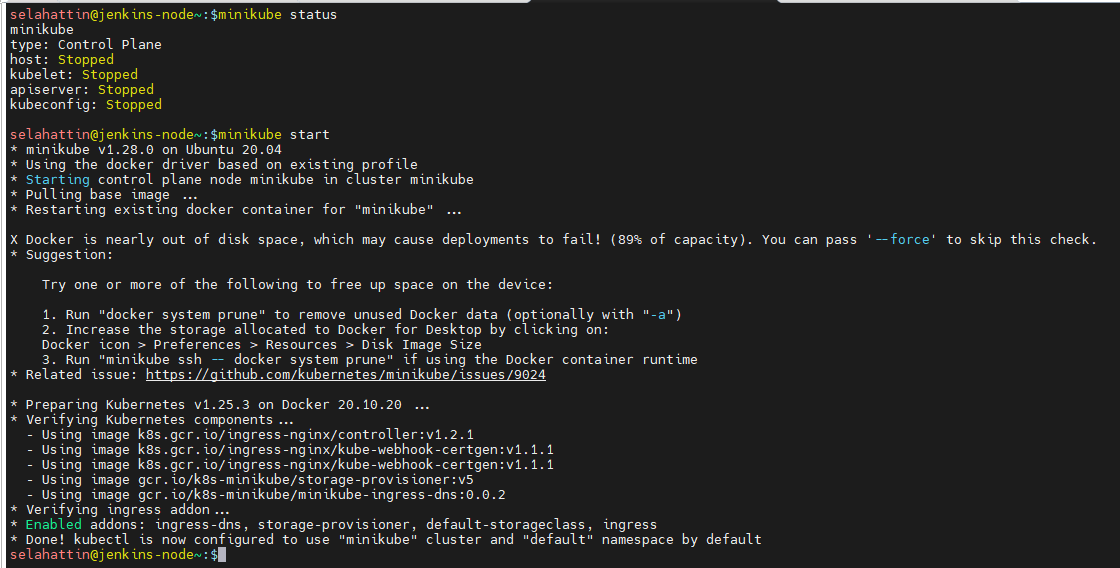 selahattin@jenkins-node~:$minikube status
minikube
type: Control Plane
host: Stopped
kubelet: Stopped
apiserver: Stopped
kubeconfig: Stopped
selahattin@jenkins-node~:$minikube start
* minikube v1.28.0 on Ubuntu 20.04
* Using the docker driver based on existing profile
* Starting control plane node minikube in cluster minikube
* Pulling base image ...
* Restarting existing docker container for "minikube" ...
X Docker is nearly out of disk space, which may cause deployments to fail! (89% of capacity). You can pass '--force' to skip this check.
* Suggestion:
Try one or more of the following to free up space on the device:
1. Run "docker system prune" to remove unused Docker data (optionally with "-a")
2. Increase the storage allocated to Docker for Desktop by clicking on:
Docker icon > Preferences > Resources > Disk Image Size
3. Run "minikube ssh -- docker system prune" if using the Docker container runtime
* Related issue: https://github.com/kubernetes/minikube/issues/9024
* Preparing Kubernetes v1.25.3 on Docker 20.10.20 ...
* Verifying Kubernetes components...
- Using image k8s.gcr.io/ingress-nginx/controller:v1.2.1
- Using image k8s.gcr.io/ingress-nginx/kube-webhook-certgen:v1.1.1
- Using image k8s.gcr.io/ingress-nginx/kube-webhook-certgen:v1.1.1
- Using image gcr.io/k8s-minikube/storage-provisioner:v5
- Using image gcr.io/k8s-minikube/minikube-ingress-dns:0.0.2
* Verifying ingress addon...
* Enabled addons: ingress-dns, storage-provisioner, default-storageclass, ingress
* Done! kubectl is now configured to use "minikube" cluster and "default" namespace by default
selahattin@jenkins-node~:$